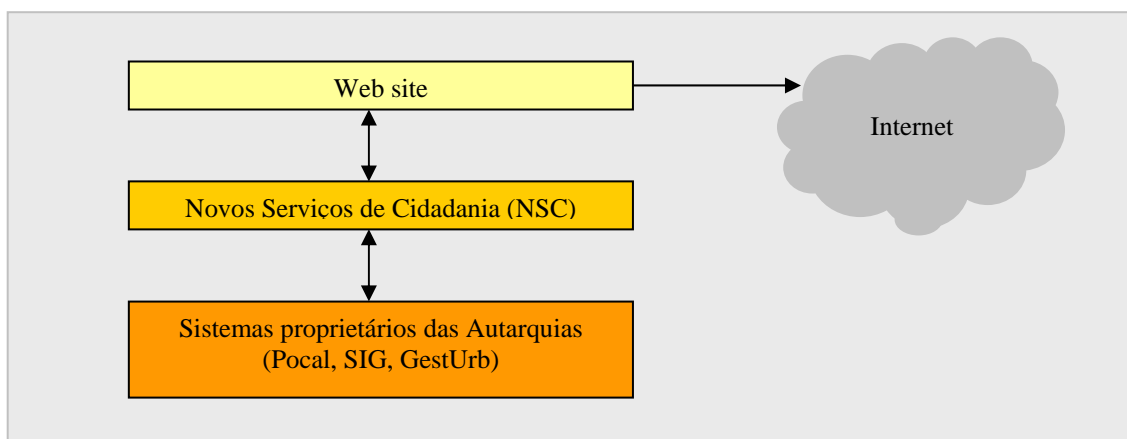 Web site
Internet
Novos Serviços de Cidadania (NSC)
Sistemas proprietários das Autarquias
(Pocal, SIG, GestUrb)